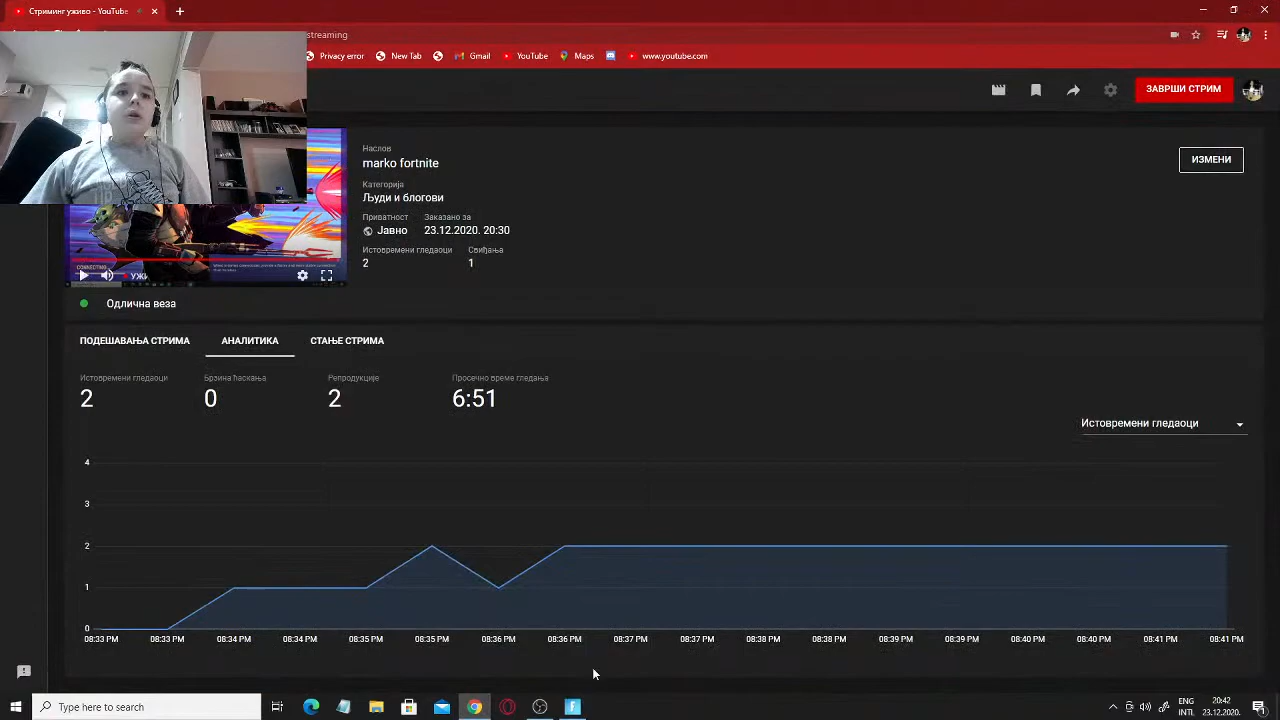 Стриминг уживо - YouTube
streaming
Privacy error
New Tab
Gmail
YouTube
Maps
www.youtube.com
ЗАВРШИ СТРИМ
Наслов
marko fortnite
ИЗМЕНИ
Категорија
Људи и блогови
Приватност
Заказано за
Јавно
23.12.2020. 20:30
Истовремени гледаоци
Свиђања
2
1
CONNECTING
УЖИ
Одлична веза
ПОДЕШАВАЊА СТРИМА
АНАЛИТИКА
СТАЊЕ СТРИМА
Истовремени гледаоци
Брзина ћаскања
Репродукције
Просечно време гледања
2
0
2
6:51
Истовремени гледаоци
4
3
2
1
0
08:33 PM
08:33 PM
08:34 PM
08:34 PM
08:35 PM
08:35 PM
08:36 PM
08:36 PM
08:37 PM
08:37 PM
08:38 PM
08:38 PM
08:39 PM
08:39 PM
08:40 PM
08:40 PM
08:41 PM
08:41 PM
Type here to search
ENG
INTL
20:42
23.12.2020.